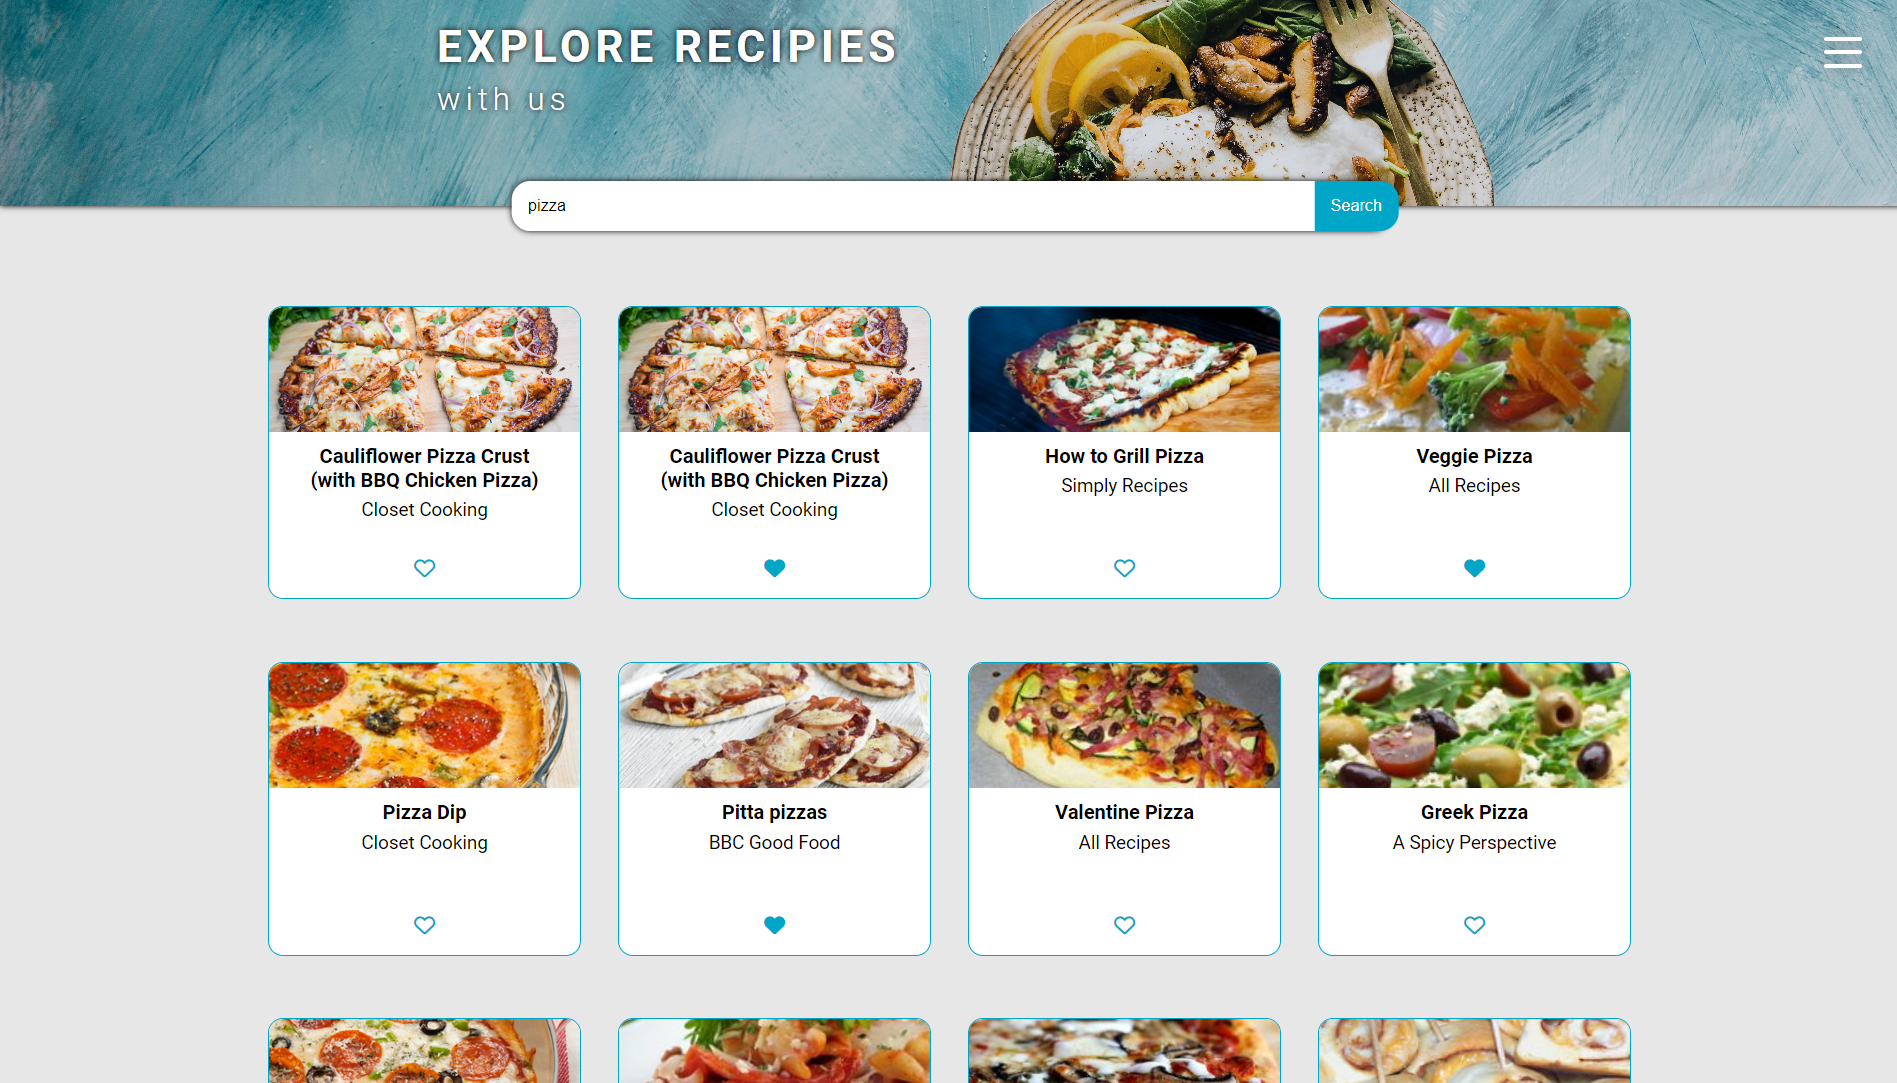 EXPLORE RECIPIES
with us
pizza
Search
Cauliflower Pizza Crust
(with BBQ Chicken Pizza)
Closet Cooking
Cauliflower Pizza Crust
(with BBQ Chicken Pizza)
Closet Cooking
How to Grill Pizza
Simply Recipes
Veggie Pizza
All Recipes
Pizza Dip
Closet Cooking
Pitta pizzas
BBC Good Food
Valentine Pizza
All Recipes
Greek Pizza
A Spicy Perspective